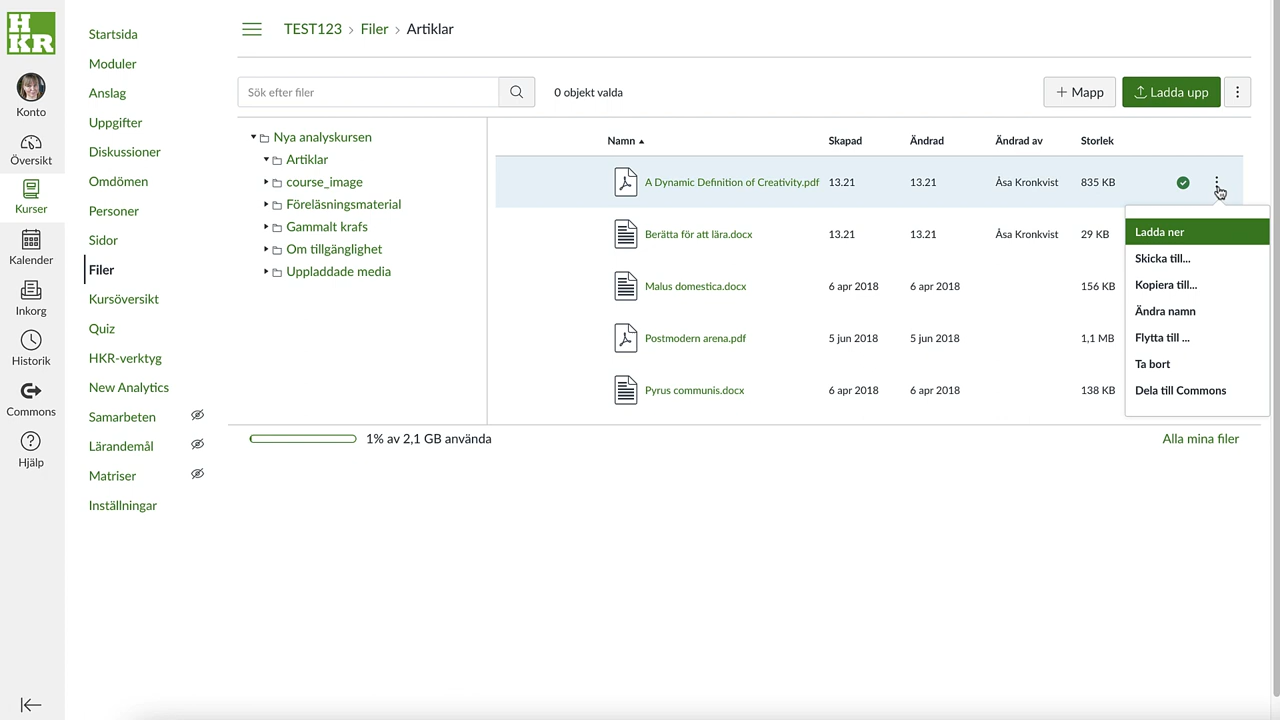 HKR
Konto
Översikt
Kurser
Kalender
Inkorg
Historik
Commons
Hjälp
Startsida
Moduler
Anslag
Uppgifter
Diskussioner
Omdömen
Personer
Sidor
Filer
Kursöversikt
Quiz
HKR-verktyg
New Analytics
Samarbeten
Lärandemål
Matriser
Inställningar
TEST123 > Filer > Artiklar
Sök efter filer
0 objekt valda
+ Mapp
Ladda upp
Nya analyskursen
Artiklar
course_image
Föreläsningsmaterial
Gammalt krafs
Om tillgänglighet
Uppladdade media
Namn Skapad Ändrad Ändrad av Storlek
A Dynamic Definition of Creativity.pdf 13.21 13.21 Åsa Kronkvist 835 KB
Berätta för att lära.docx 13.21 13.21 Åsa Kronkvist 29 KB
Malus domestica.docx 6 apr 2018 6 apr 2018 156 KB
Postmodern arena.pdf 5 jun 2018 5 jun 2018 1,1 MB
Pyrus communis.docx 6 apr 2018 6 apr 2018 138 KB
Ladda ner
Skicka till...
Kopiera till...
Ändra namn
Flytta till ...
Ta bort
Dela till Commons
1% av 2,1 GB använda
Alla mina filer